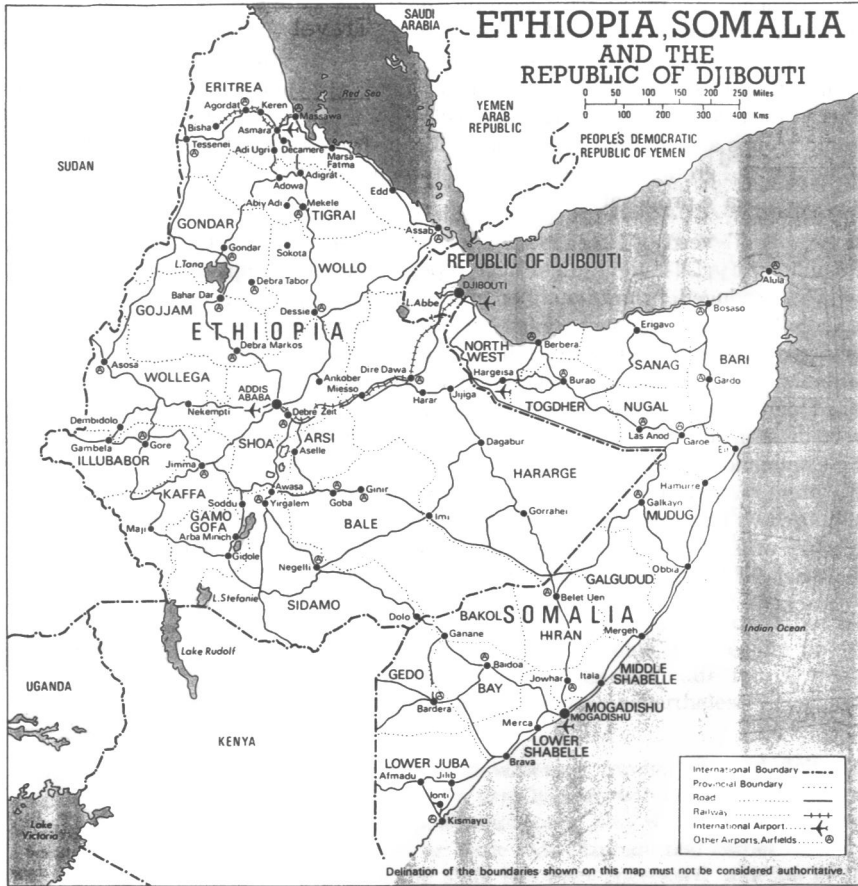 ETHIOPIA, SOMALIA
AND THE
REPUBLIC OF DJIBOUTI
0 50 100 150 200 250 Miles
0 100 200 300 400 Kms
SAUDI
ARABIA
YEMEN
ARAB
REPUBLIC
PEOPLE'S DEMOCRATIC
REPUBLIC OF YEMEN
Red Sea
SUDAN
ERITREA
Agordat
Keren
Massawa
Bisha
Asmara
Tessenei
Adi Ugri
Decamere
Marsa
Fatma
Adowa
Adigrat
Edd
Abiy Adi
Mekele
GONDAR
TIGRAI
Assab
Gondar
Sokota
L.Tana
WOLLO
REPUBLIC OF DJIBOUTI
DJIBOUTI
Debra Tabor
Bahar Dar
L.Abbe
Alula
GOJJAM
Dessie
Bosaso
ETHIOPIA
Erigavo
Debra Markos
NORTH
WEST
Berbera
SANAG
BARI
Asosa
Dire Dawa
Hargeisa
WOLLEGA
Ankober
Miesso
Burao
Gardo
ADDIS
ABABA
Harar
Jijiga
TOGDHER
NUGAL
Nekempti
Debre Zeit
Dembidolo
Las Anod
Garoe
Gambela
Gore
SHOA
ARSI
Aselle
Dagabur
Eil
ILLUBABOR
Jimma
HARARGE
KAFFA
Awasa
Ginir
Hamurre
Soddu
Yirgalem
Goba
Galkayn
GAMO
GOFA
BALE
Imi
Gorrahei
MUDUG
Maji
Arba Minch
Gidole
Negelli
GALGUDUD
Obbia
L.Stefanie
SIDAMO
Belet Uen
Dolo
BAKOL
SOMALIA
Indian Ocean
Ganane
HIRAN
Mergeh
Lake Rudolf
GEDO
Baidoa
UGANDA
BAY
Jowhar
Itala
MIDDLE
SHABELLE
Bardera
MOGADISHU
MOGADISHU
KENYA
Merca
LOWER
SHABELLE
LOWER JUBA
Brava
Afmadu
Jilib
Jonti
Kismayu
Lake
Victoria
International Boundary
Provincial Boundary
Road
Railway
International Airport
Other Airports, Airfields
Delination of the boundaries shown on this map must not be considered authoritative.